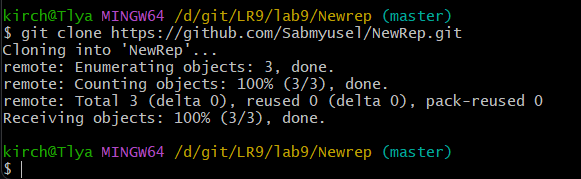 kirch@Tlya MINGW64 /d/git/LR9/lab9/Newrep (master)
$ git clone https://github.com/Sabmyusel/NewRep.git
Cloning into 'NewRep'...
remote: Enumerating objects: 3, done.
remote: Counting objects: 100% (3/3), done.
remote: Total 3 (delta 0), reused 0 (delta 0), pack-reused 0
Receiving objects: 100% (3/3), done.
kirch@Tlya MINGW64 /d/git/LR9/lab9/Newrep (master)
$